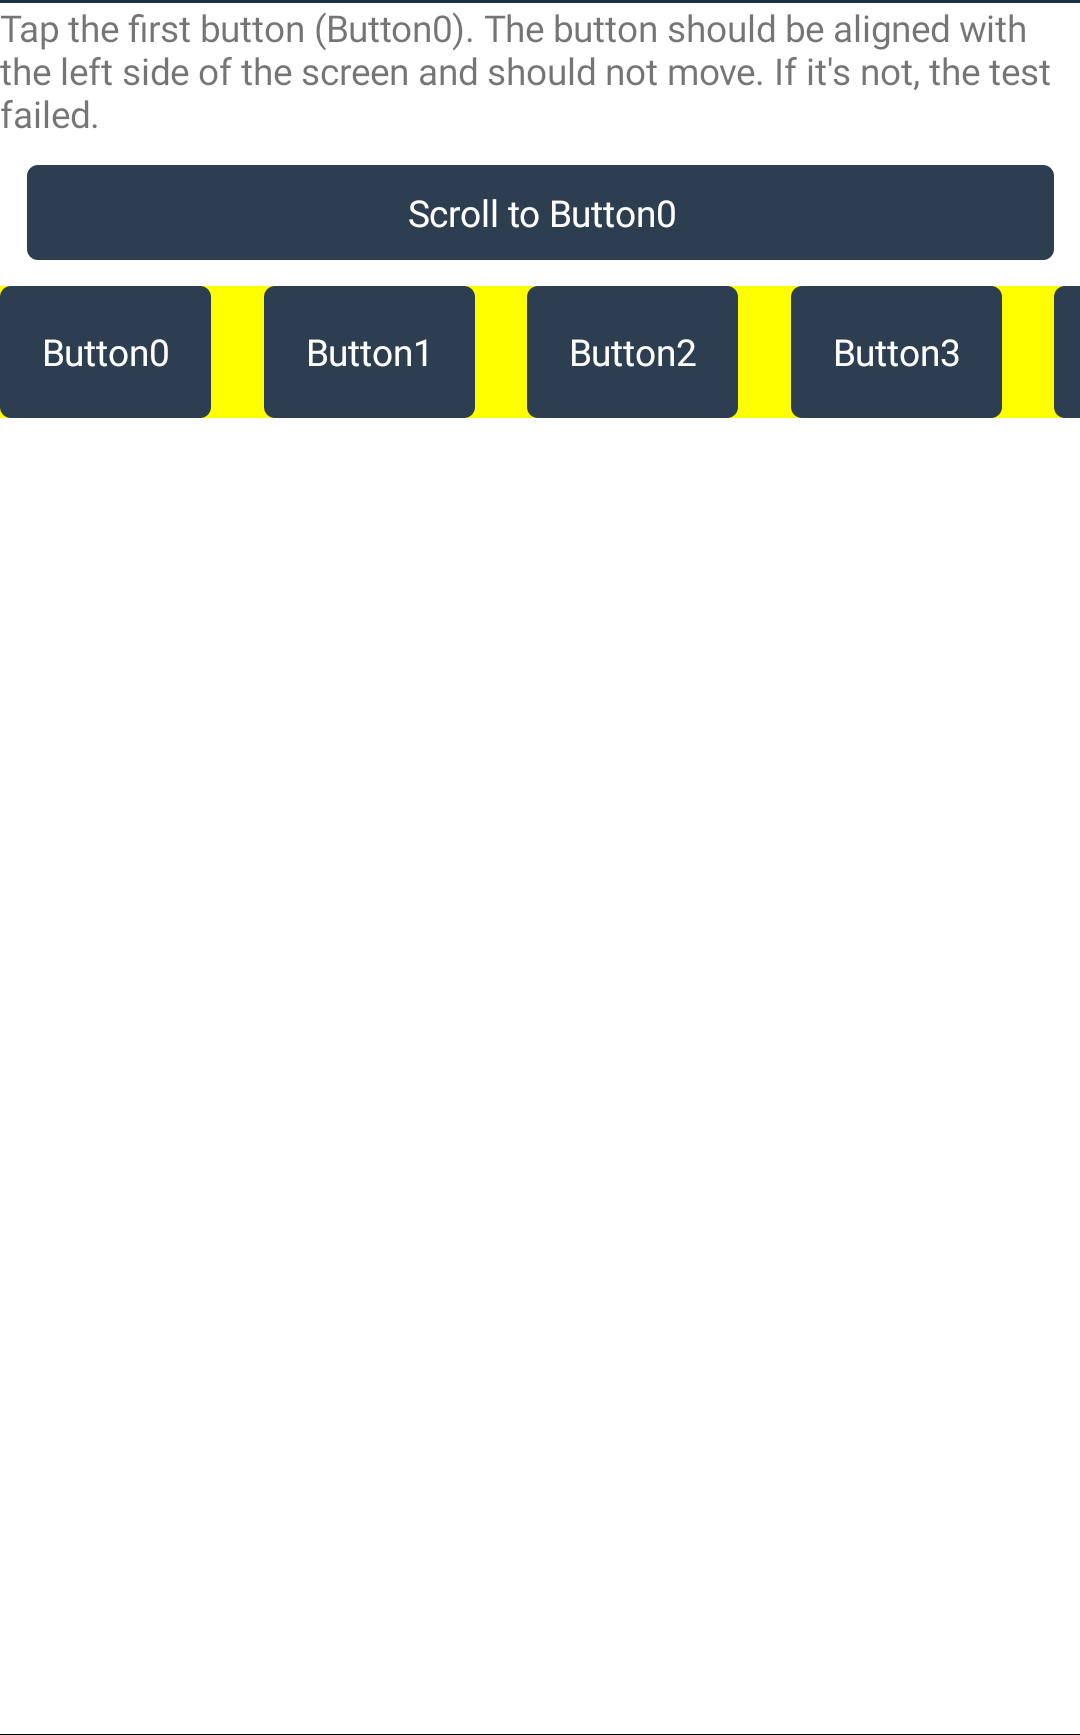 Tap the first button (Button0). The button should be aligned with
the left side of the screen and should not move. If it's not, the test
failed.
Scroll to Button0
Button0
Button1
Button2
Button3